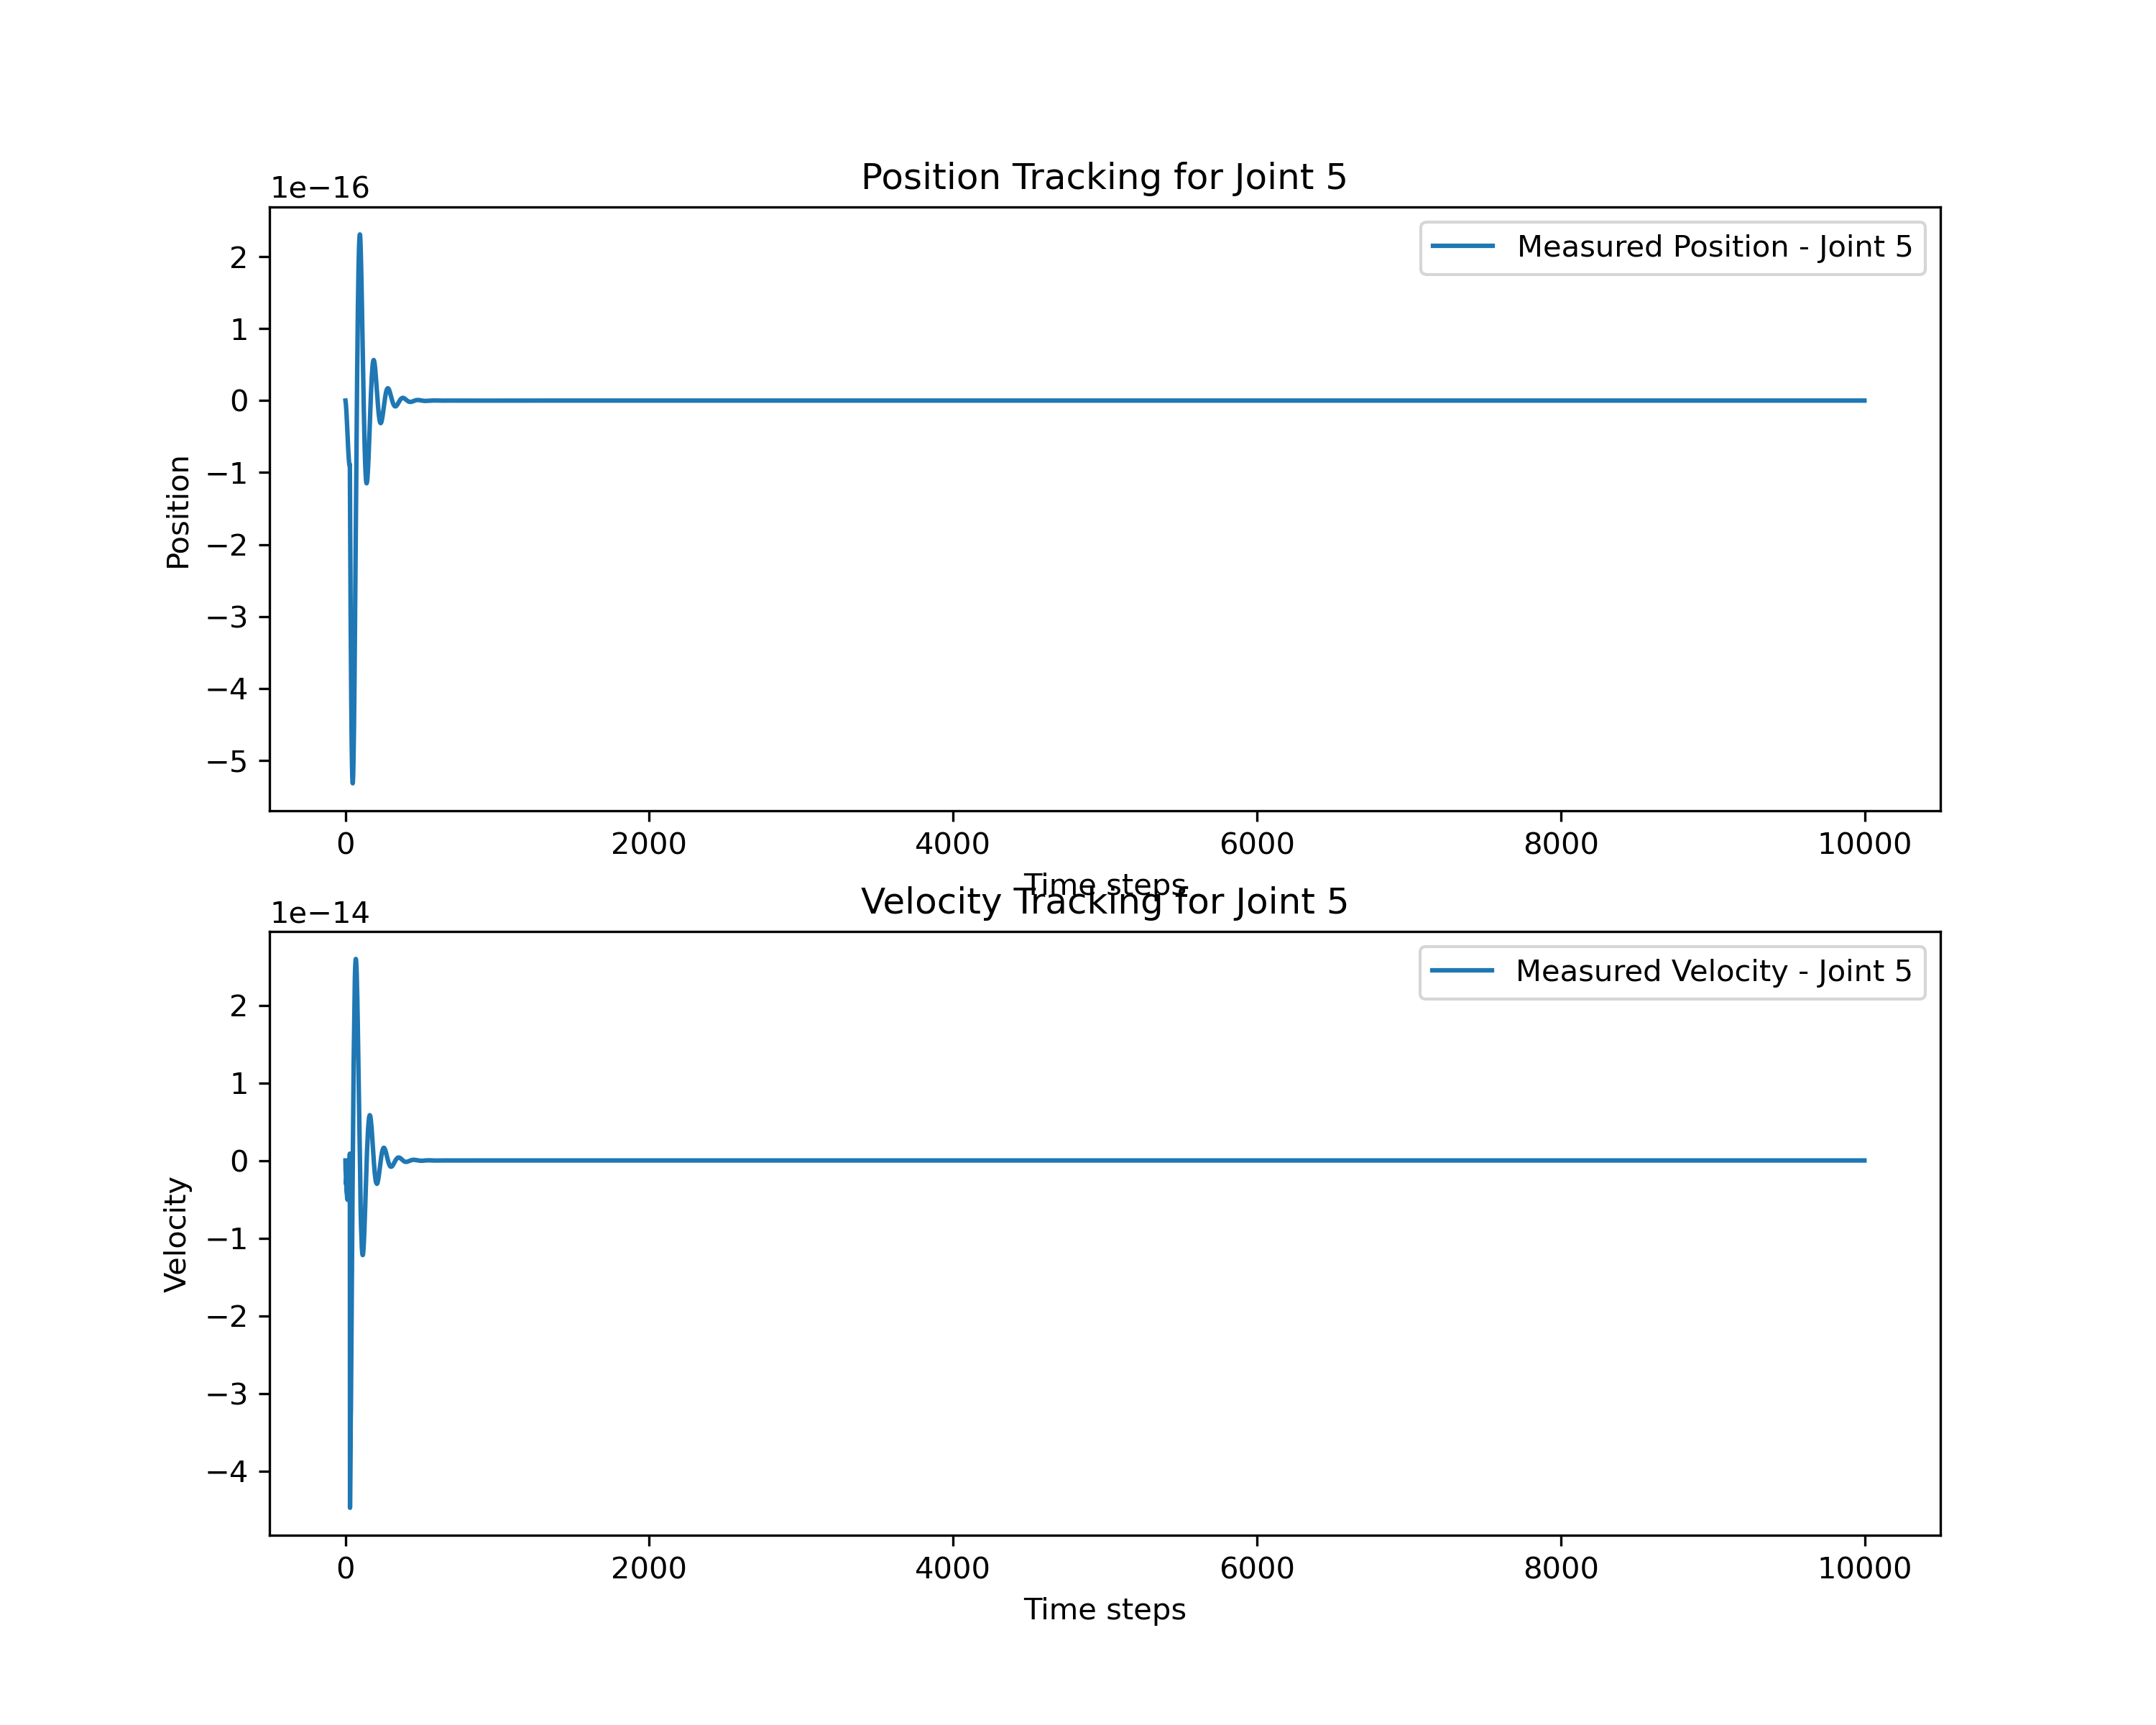 Position Tracking for Joint 5
1e−16
Measured Position - Joint 5
2
1
0
−1
−2
−3
−4
−5
Position
0 2000 4000 6000 8000 10000
Time steps
Velocity Tracking for Joint 5
1e−14
Measured Velocity - Joint 5
2
1
0
−1
−2
−3
−4
Velocity
0 2000 4000 6000 8000 10000
Time steps